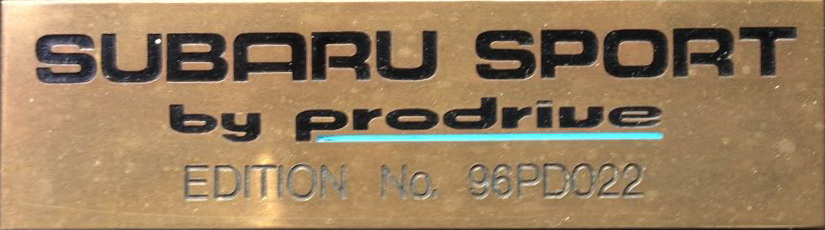 SUBARU SPORT
by prodrive
EDITION No. 96PD022